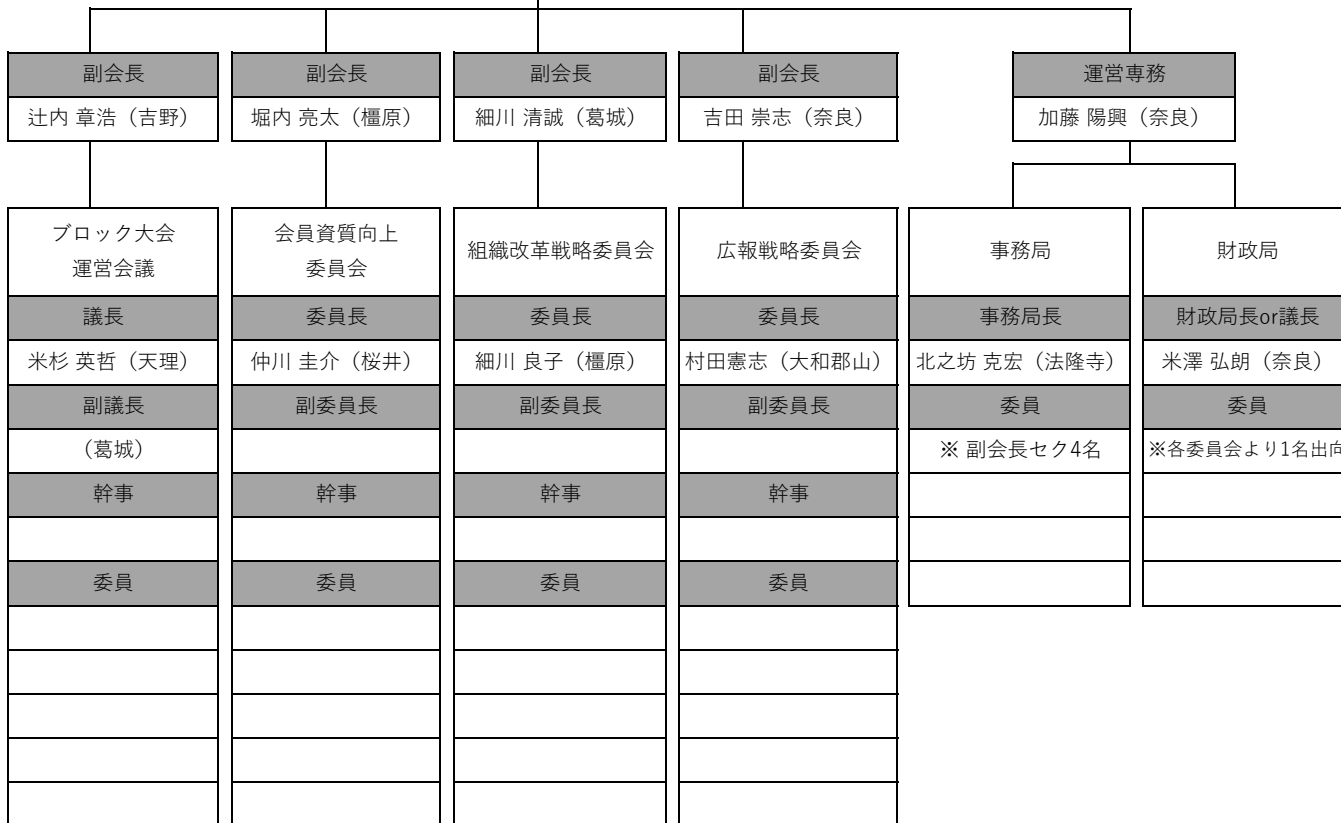 副会長
辻内 章浩（吉野）
副会長
堀内 亮太（橿原）
副会長
細川 清誠（葛城）
副会長
吉田 崇志（奈良）
運営専務
加藤 陽興（奈良）
ブロック大会
運営会議
議長
米杉 英哲（天理）
副議長
（葛城）
幹事
委員
会員資質向上
委員会
委員長
仲川 圭介（桜井）
副委員長
幹事
委員
組織改革戦略委員会
委員長
細川 良子（橿原）
副委員長
幹事
委員
広報戦略委員会
委員長
村田憲志（大和郡山）
副委員長
幹事
委員
事務局
事務局長
北之坊 克宏（法隆寺）
委員
※ 副会長セク4名
財政局
財政局長or議長
米澤 弘朗（奈良）
委員
※各委員会より1名出向